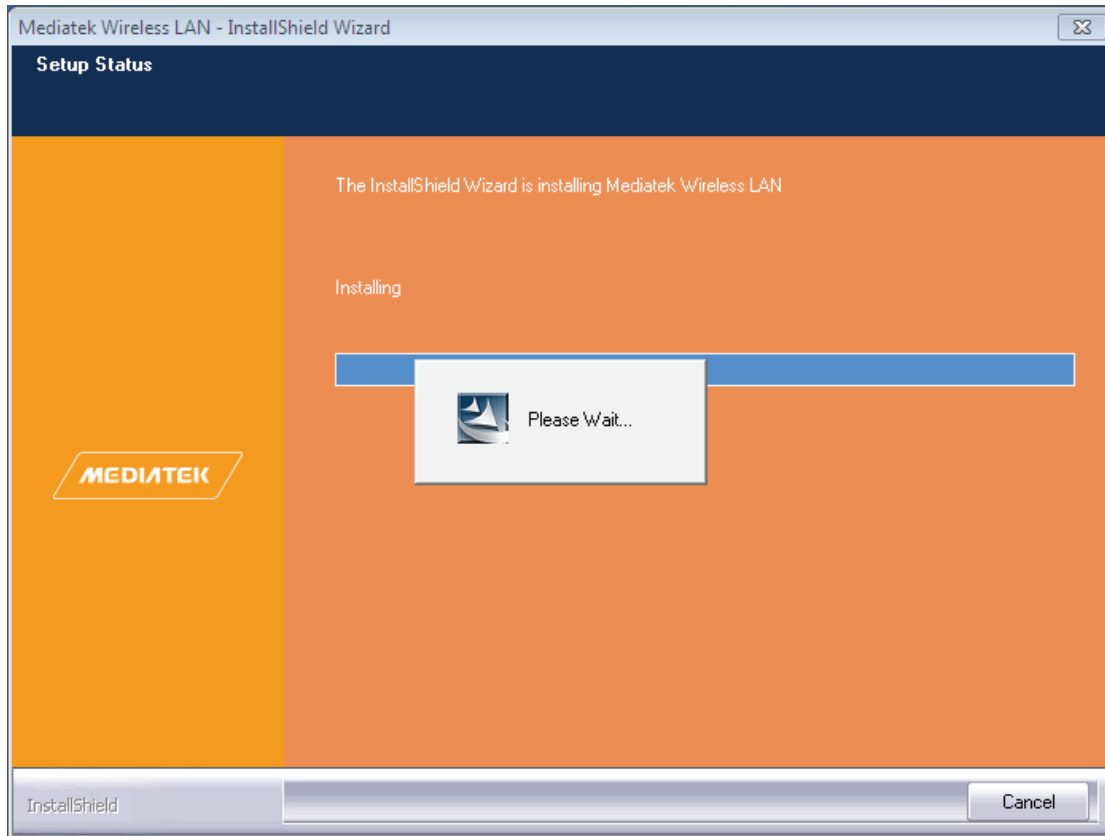 Mediatek Wireless LAN - InstallShield Wizard
Setup Status
The InstallShield Wizard is installing Mediatek Wireless LAN
Installing
Please Wait...
MEDIATEK
InstallShield
Cancel